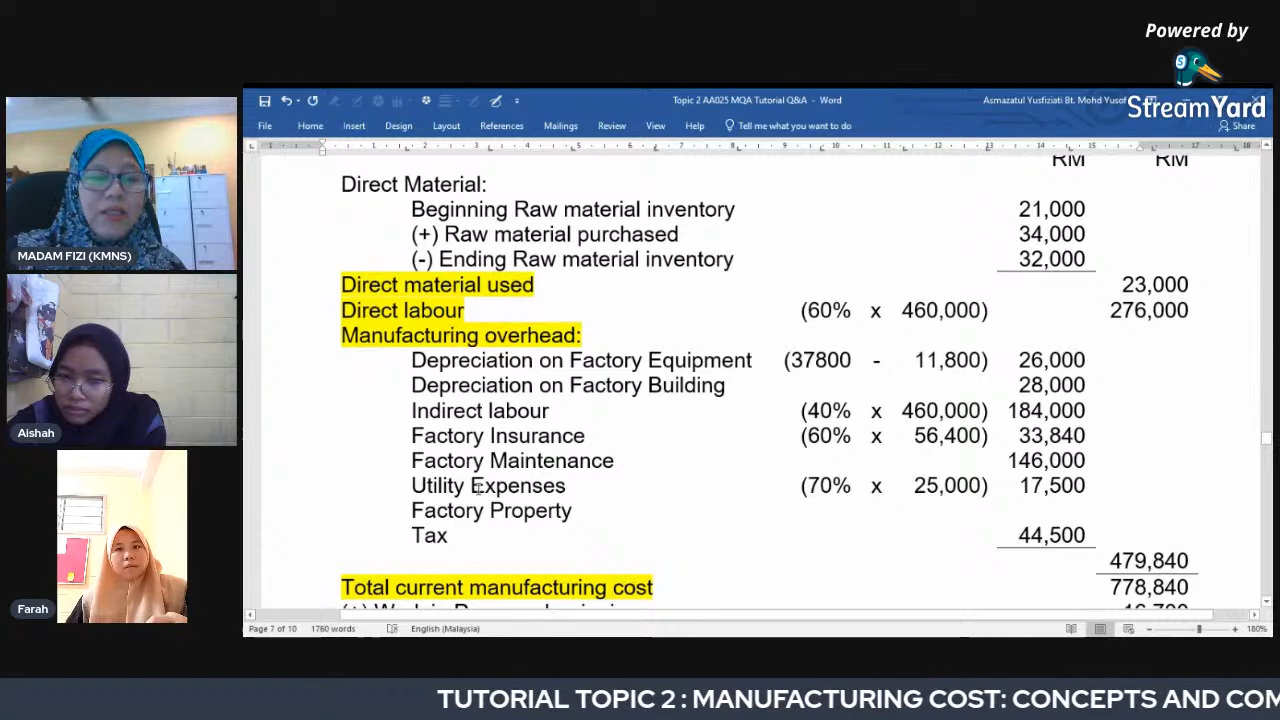 Powered by
StreamYard
MADAM FIZI (KMNS)
Aishah
Farah
Topic 2 AA025 MQA Tutorial Q&A - Word
Asmazatul Yusfiziati Bt. Mohd Yusof
File Home Insert Design Layout References Mailings Review View Help Tell me what you want to do Share
RM RM
Direct Material:
Beginning Raw material inventory 21,000
(+) Raw material purchased 34,000
(-) Ending Raw material inventory 32,000
Direct material used 23,000
Direct labour (60% x 460,000) 276,000
Manufacturing overhead:
Depreciation on Factory Equipment (37800 - 11,800) 26,000
Depreciation on Factory Building 28,000
Indirect labour (40% x 460,000) 184,000
Factory Insurance (60% x 56,400) 33,840
Factory Maintenance 146,000
Utility Expenses (70% x 25,000) 17,500
Factory Property
Tax 44,500
479,840
Total current manufacturing cost 778,840
Page 7 of 10 1760 words English (Malaysia) 180%
TUTORIAL TOPIC 2 : MANUFACTURING COST: CONCEPTS AND COM